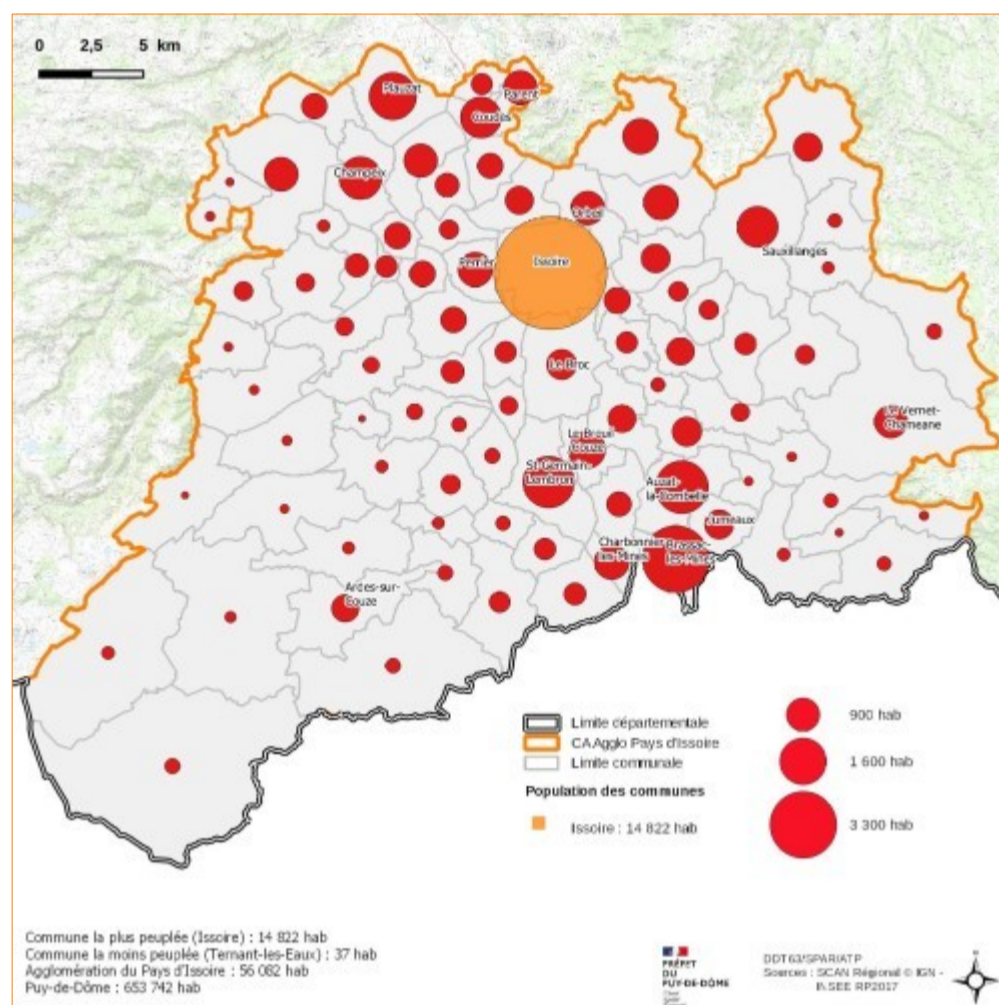 0 2,5 5 km
Plauzat
Parent
Coudes
Champeix
Orbeil
Issoire
Sauxillanges
Perrier
Le Broc
Le Vernet-
Chameane
Le Breuil
Couze
St-Germain-
Lembron
Auzat-
la-Combelle
Jumeaux
Charbonnier-
les-Mines
Brassac-
les-Mines
Ardes-sur-
Couze
Limite départementale
CA Agglo Pays d'Issoire
Limite communale
Population des communes
Issoire : 14 822 hab
900 hab
1 600 hab
3 300 hab
Commune la plus peuplée (Issoire) : 14 822 hab
Commune la moins peuplée (Ternant-les-Eaux) : 37 hab
Agglomération du Pays d'Issoire : 56 082 hab
Puy-de-Dôme : 653 742 hab
PRÉFET
DU
PUY-DE-DÔME
DDT63/SPAR/ATP
Sources : SCAN Régional © IGN -
INSEE RP2017